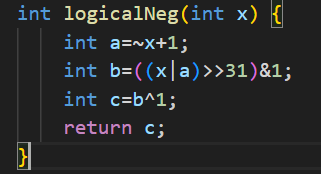 int logicalNeg(int x) {
    int a=~x+1;
    int b=((x|a)>>31)&1;
    int c=b^1;
    return c;
}